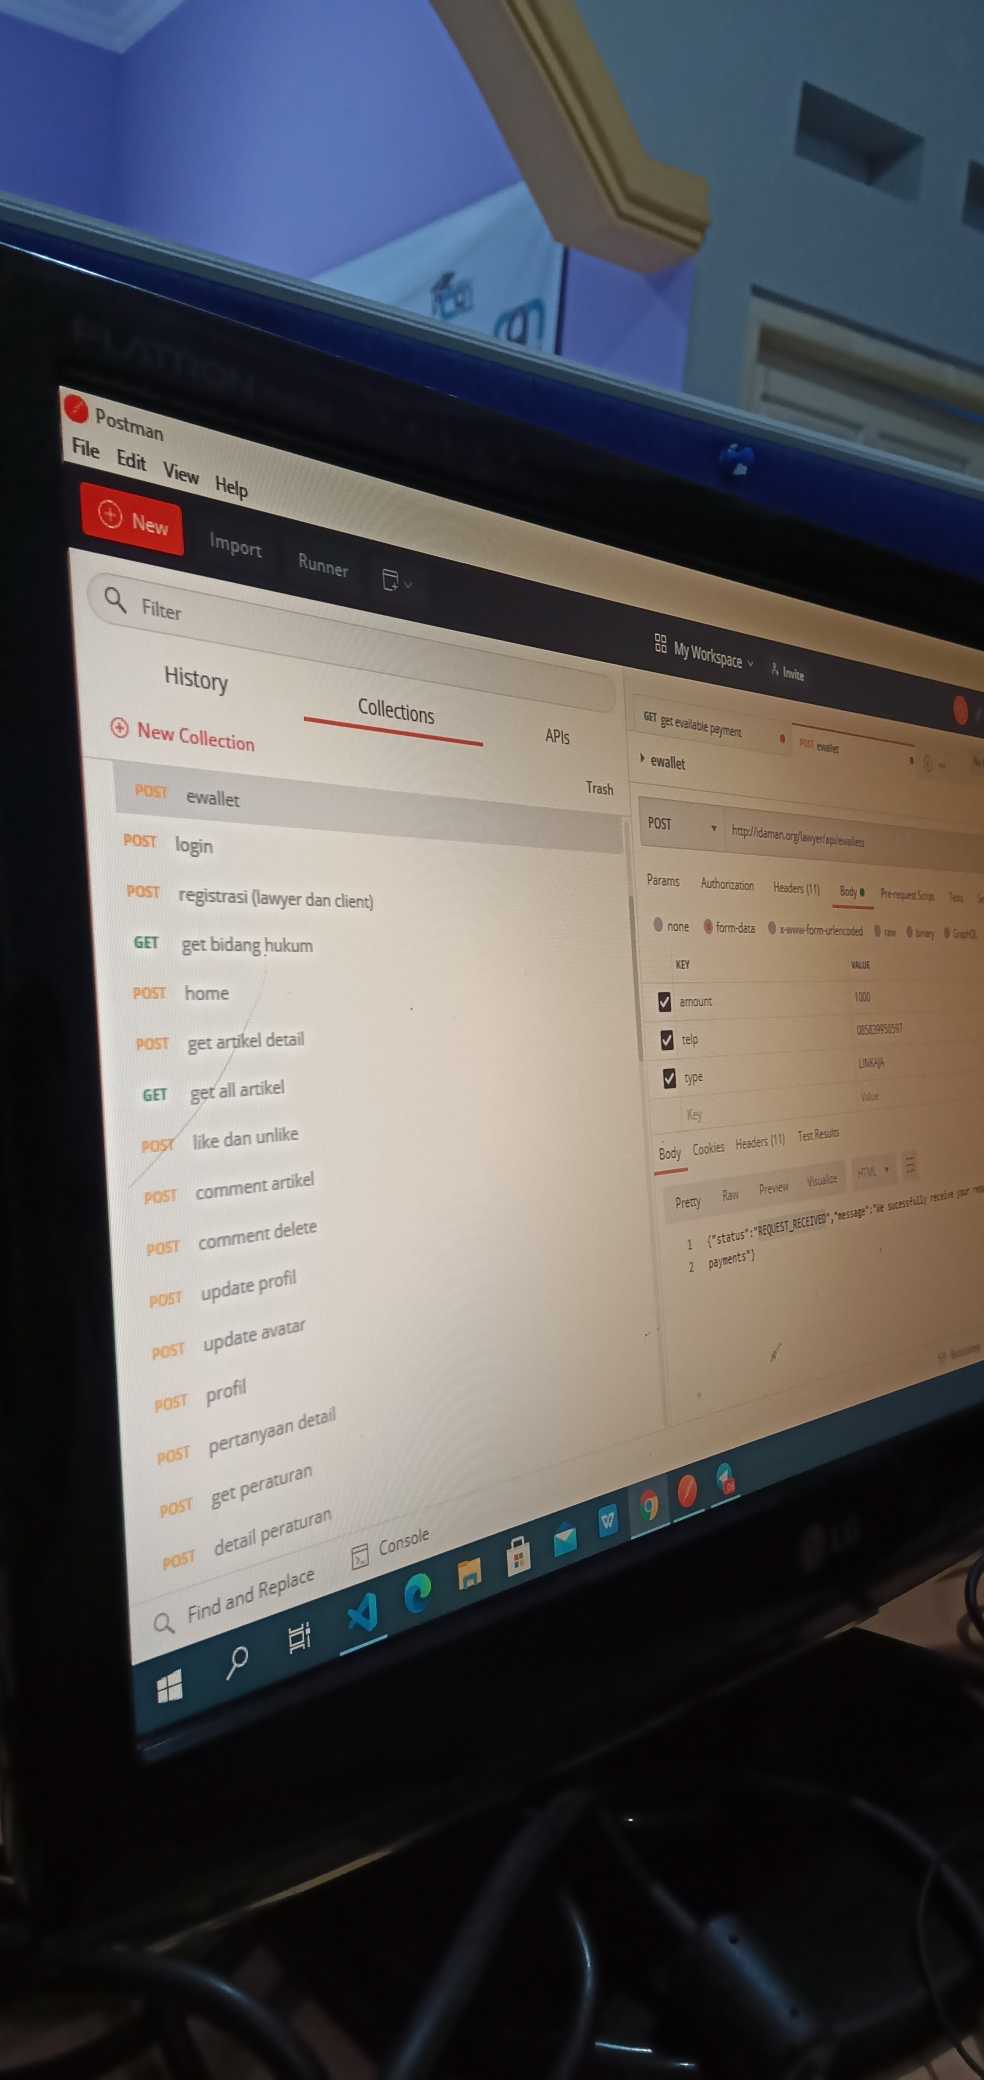 FLATRON
Postman
File Edit View Help
New Import Runner
My Workspace Invite
Filter
History Collections APIs
New Collection Trash
POST ewallet
POST login
POST registrasi (lawyer dan client)
GET get bidang hukum
POST home
POST get artikel detail
GET get all artikel
POST like dan unlike
POST comment artikel
POST comment delete
POST update profil
POST update avatar
POST profil
POST pertanyaan detail
POST get peraturan
POST detail peraturan
Find and Replace Console
GET get available payment POST ewallet
ewallet
POST http://idaman.org/lawyer/api/ewallets
Params Authorization Headers (11) Body Pre-request Script Tests
none form-data x-www-form-urlencoded raw binary GraphQL
KEY VALUE
amount 1000
telp
type LINKAJA
Key Value
Body Cookies Headers (11) Test Results
Pretty Raw Preview Visualize HTML
1 {"status":"REQUEST_RECEIVED","message":"We sucessfully receive your
2 payments"}
LG